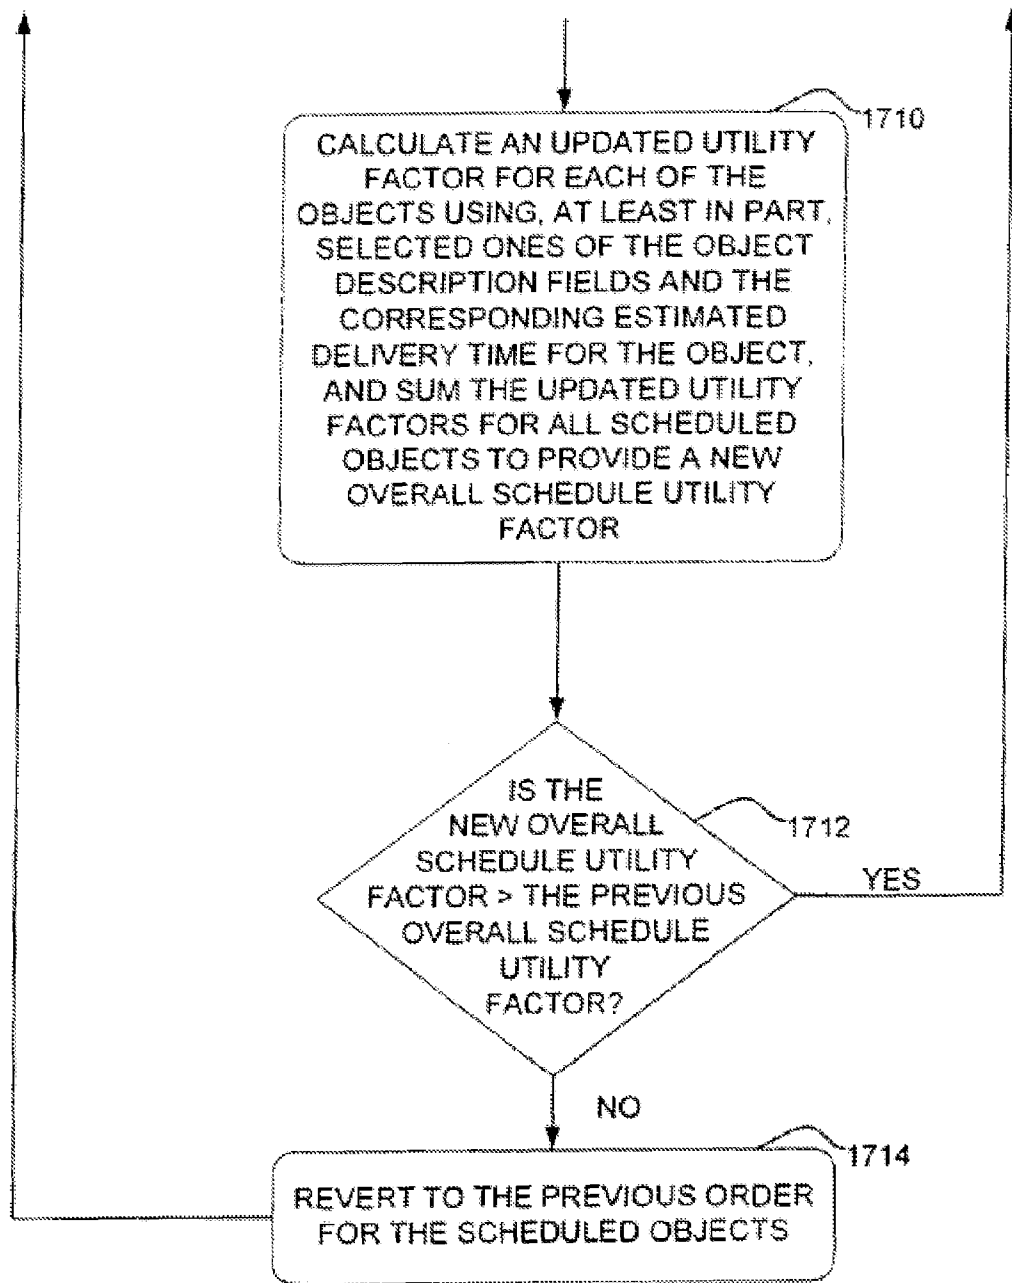 1710
CALCULATE AN UPDATED UTILITY
FACTOR FOR EACH OF THE
OBJECTS USING, AT LEAST IN PART,
SELECTED ONES OF THE OBJECT
DESCRIPTION FIELDS AND THE
CORRESPONDING ESTIMATED
DELIVERY TIME FOR THE OBJECT,
AND SUM THE UPDATED UTILITY
FACTORS FOR ALL SCHEDULED
OBJECTS TO PROVIDE A NEW
OVERALL SCHEDULE UTILITY
FACTOR
IS THE
NEW OVERALL
SCHEDULE UTILITY
FACTOR > THE PREVIOUS
OVERALL SCHEDULE
UTILITY
FACTOR?
1712
YES
NO
1714
REVERT TO THE PREVIOUS ORDER
FOR THE SCHEDULED OBJECTS